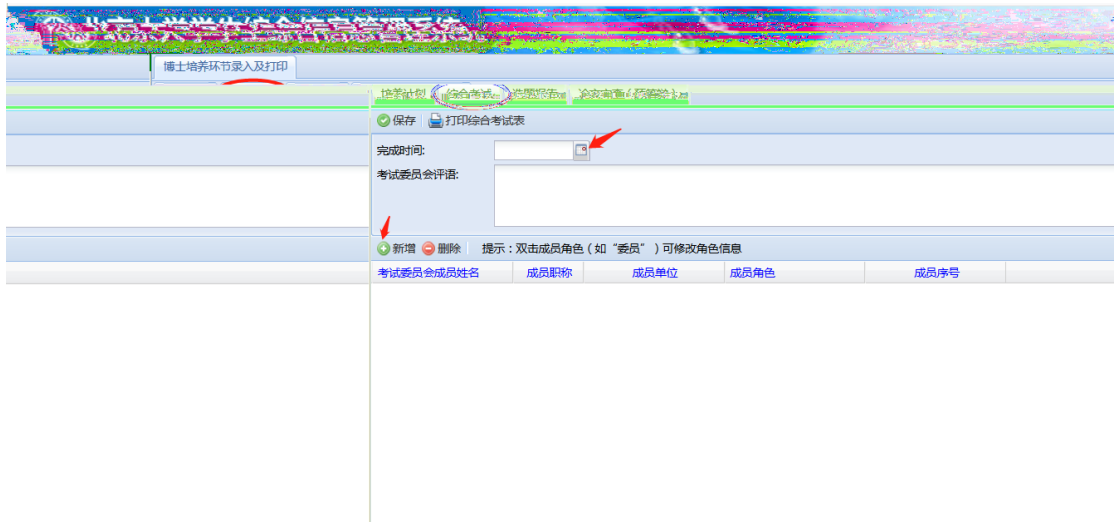 博士培养环节录入及打印
综合考试
保存 打印综合考试表
完成时间:
考试委员会评语:
新增 删除 提示：双击成员角色（如“委员”）可修改角色信息
考试委员会成员姓名 成员职称 成员单位 成员角色 成员序号